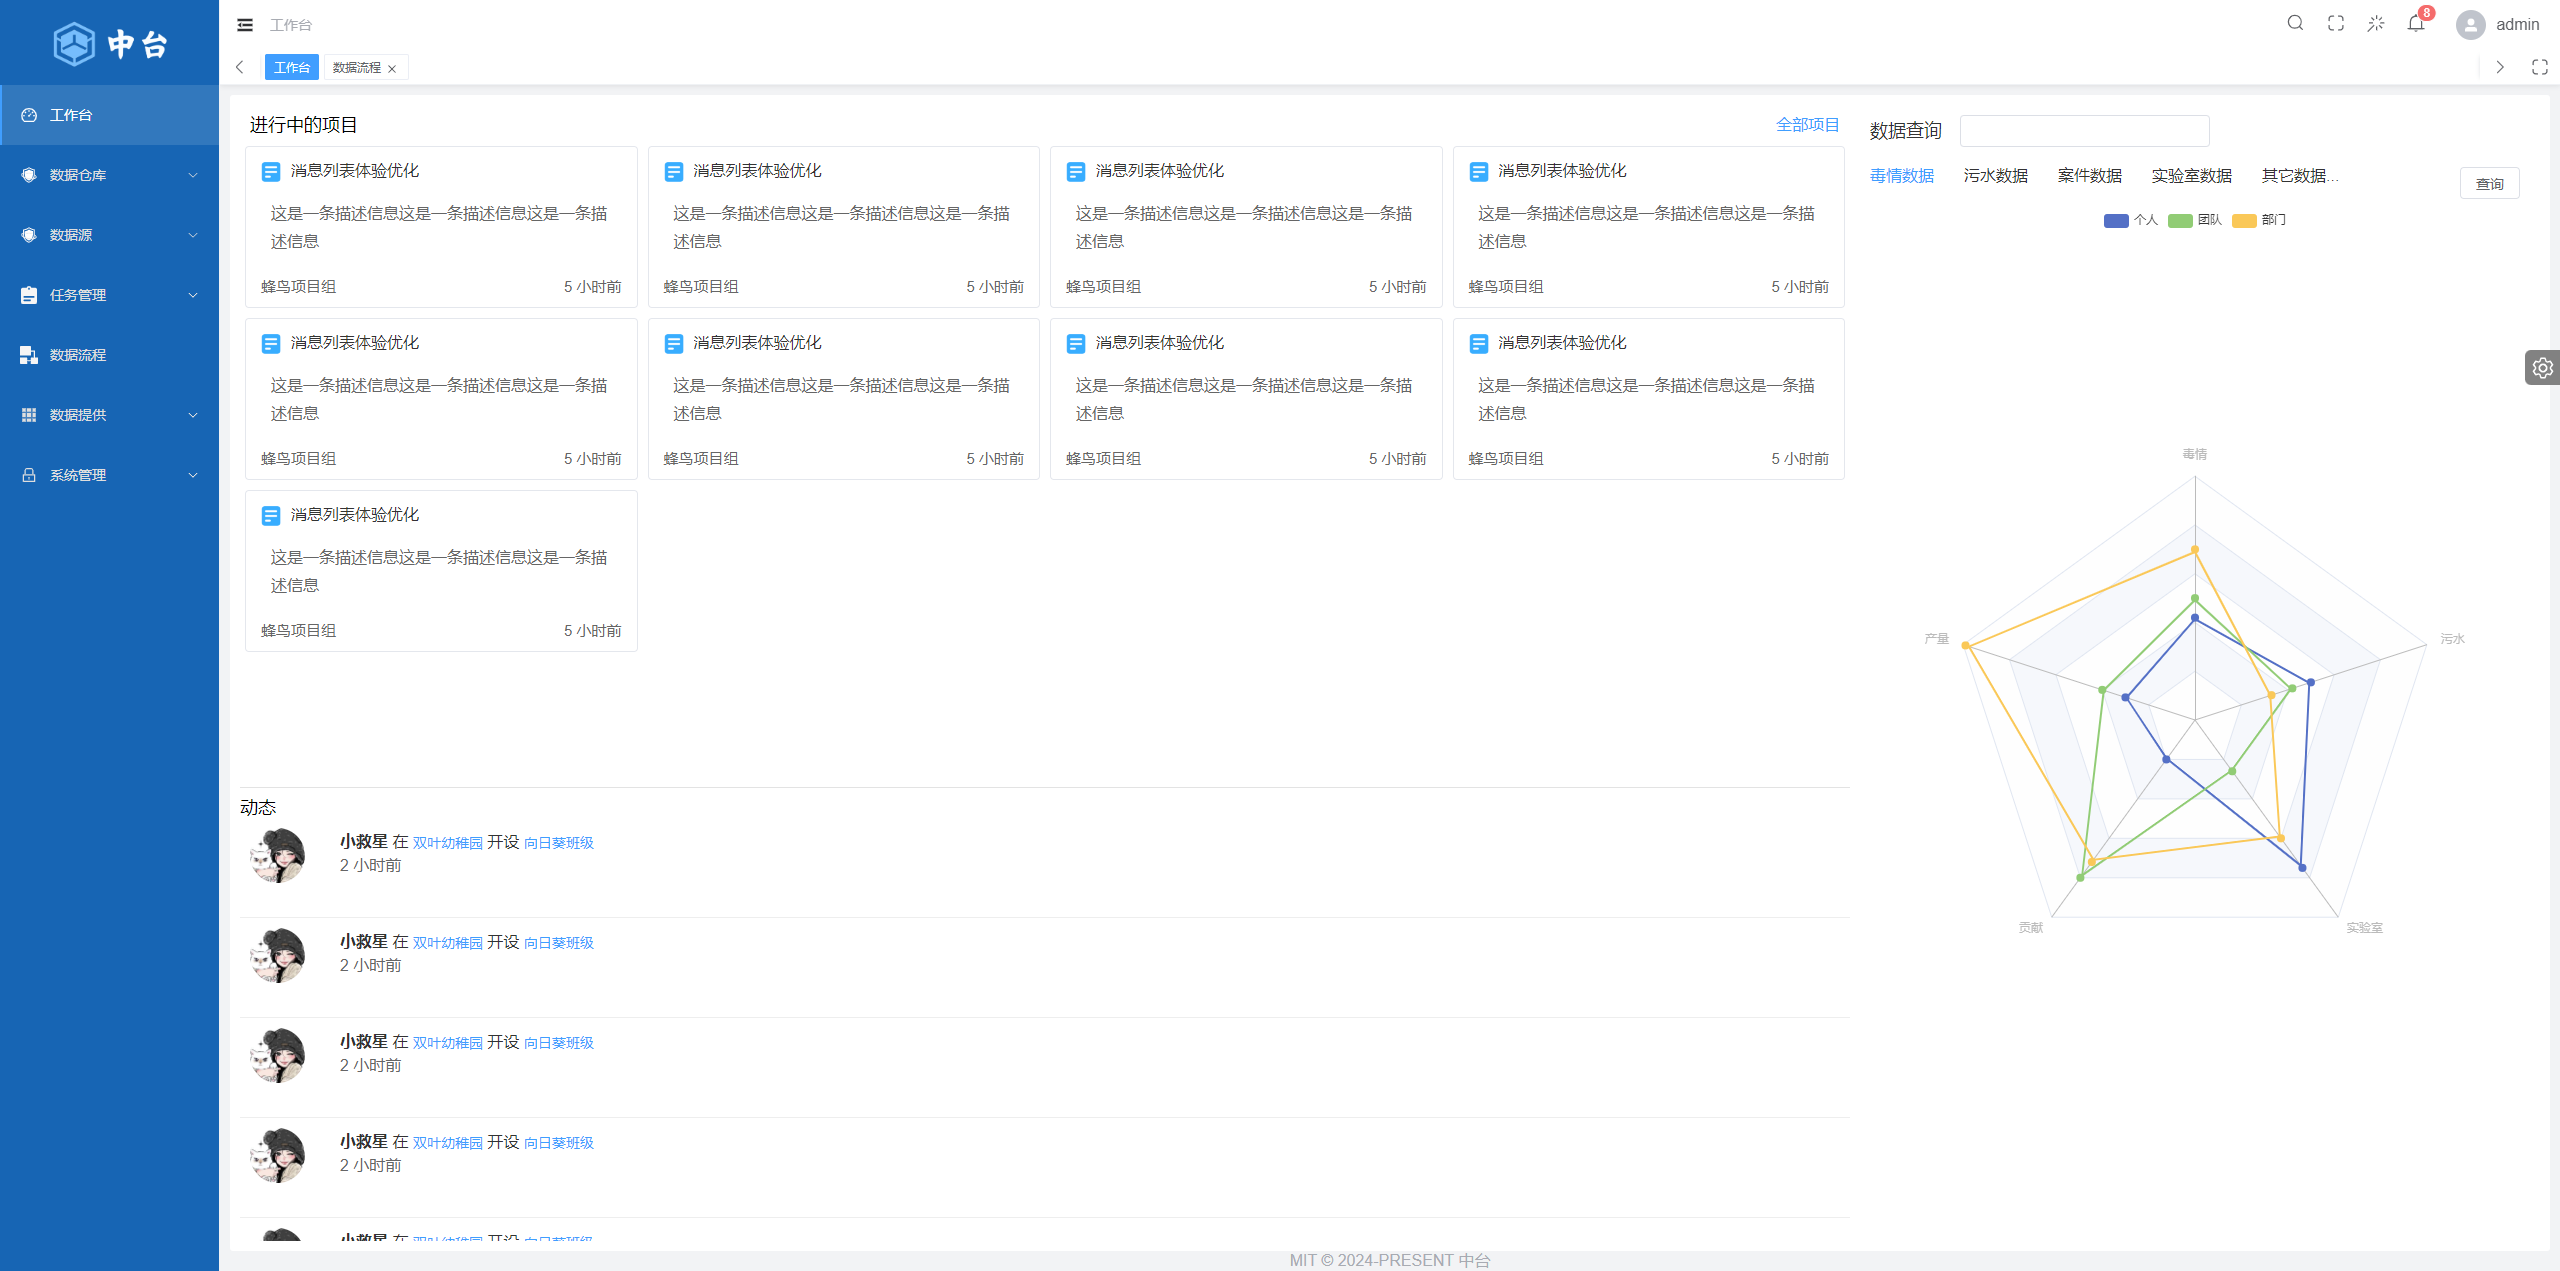 中台
工作台
数据仓库
数据源
任务管理
数据流程
数据提供
系统管理
工作台
8
admin
工作台
数据流程
进行中的项目
全部项目
消息列表体验优化
这是一条描述信息这是一条描述信息这是一条描
述信息
蜂鸟项目组
5 小时前
消息列表体验优化
这是一条描述信息这是一条描述信息这是一条描
述信息
蜂鸟项目组
5 小时前
消息列表体验优化
这是一条描述信息这是一条描述信息这是一条描
述信息
蜂鸟项目组
5 小时前
消息列表体验优化
这是一条描述信息这是一条描述信息这是一条描
述信息
蜂鸟项目组
5 小时前
消息列表体验优化
这是一条描述信息这是一条描述信息这是一条描
述信息
蜂鸟项目组
5 小时前
消息列表体验优化
这是一条描述信息这是一条描述信息这是一条描
述信息
蜂鸟项目组
5 小时前
消息列表体验优化
这是一条描述信息这是一条描述信息这是一条描
述信息
蜂鸟项目组
5 小时前
消息列表体验优化
这是一条描述信息这是一条描述信息这是一条描
述信息
蜂鸟项目组
5 小时前
消息列表体验优化
这是一条描述信息这是一条描述信息这是一条描
述信息
蜂鸟项目组
5 小时前
动态
小救星 在 双叶幼稚园 开设 向日葵班级
2 小时前
小救星 在 双叶幼稚园 开设 向日葵班级
2 小时前
小救星 在 双叶幼稚园 开设 向日葵班级
2 小时前
小救星 在 双叶幼稚园 开设 向日葵班级
2 小时前
小救星 在 双叶幼稚园 开设 向日葵班级
数据查询
毒情数据 污水数据 案件数据 实验室数据 其它数据...
查询
个人 团队 部门
毒情
产量
污水
贡献
实验室
MIT © 2024-PRESENT 中台